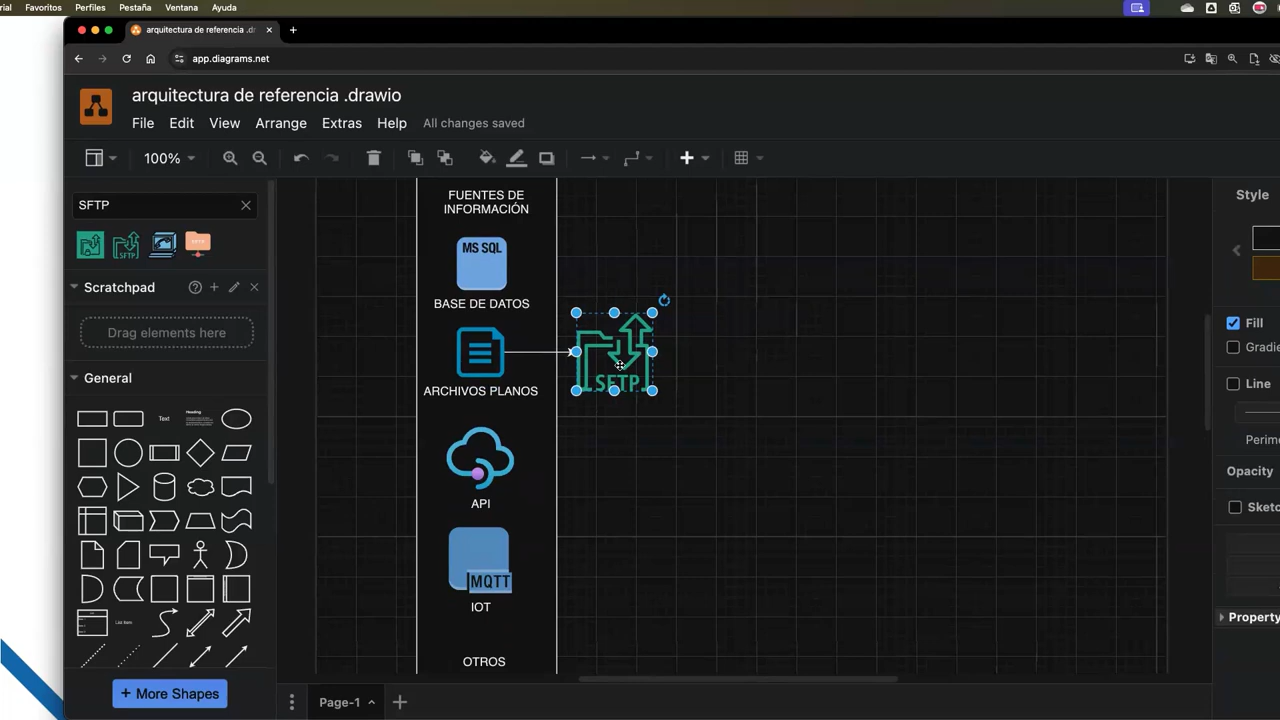 rial Favoritos Perfiles Pestaña Ventana Ayuda
arquitectura de referencia .dr
app.diagrams.net
arquitectura de referencia .drawio
File Edit View Arrange Extras Help All changes saved
100%
SFTP
Style
FUENTES DE
INFORMACIÓN
MS SQL
BASE DE DATOS
Scratchpad
Drag elements here
SFTP
ARCHIVOS PLANOS
Fill
Gradie
General
Line
Text
Heading
Perime
Opacity
API
Sketc
MQTT
IOT
List Item
Property
OTROS
+ More Shapes
Page-1